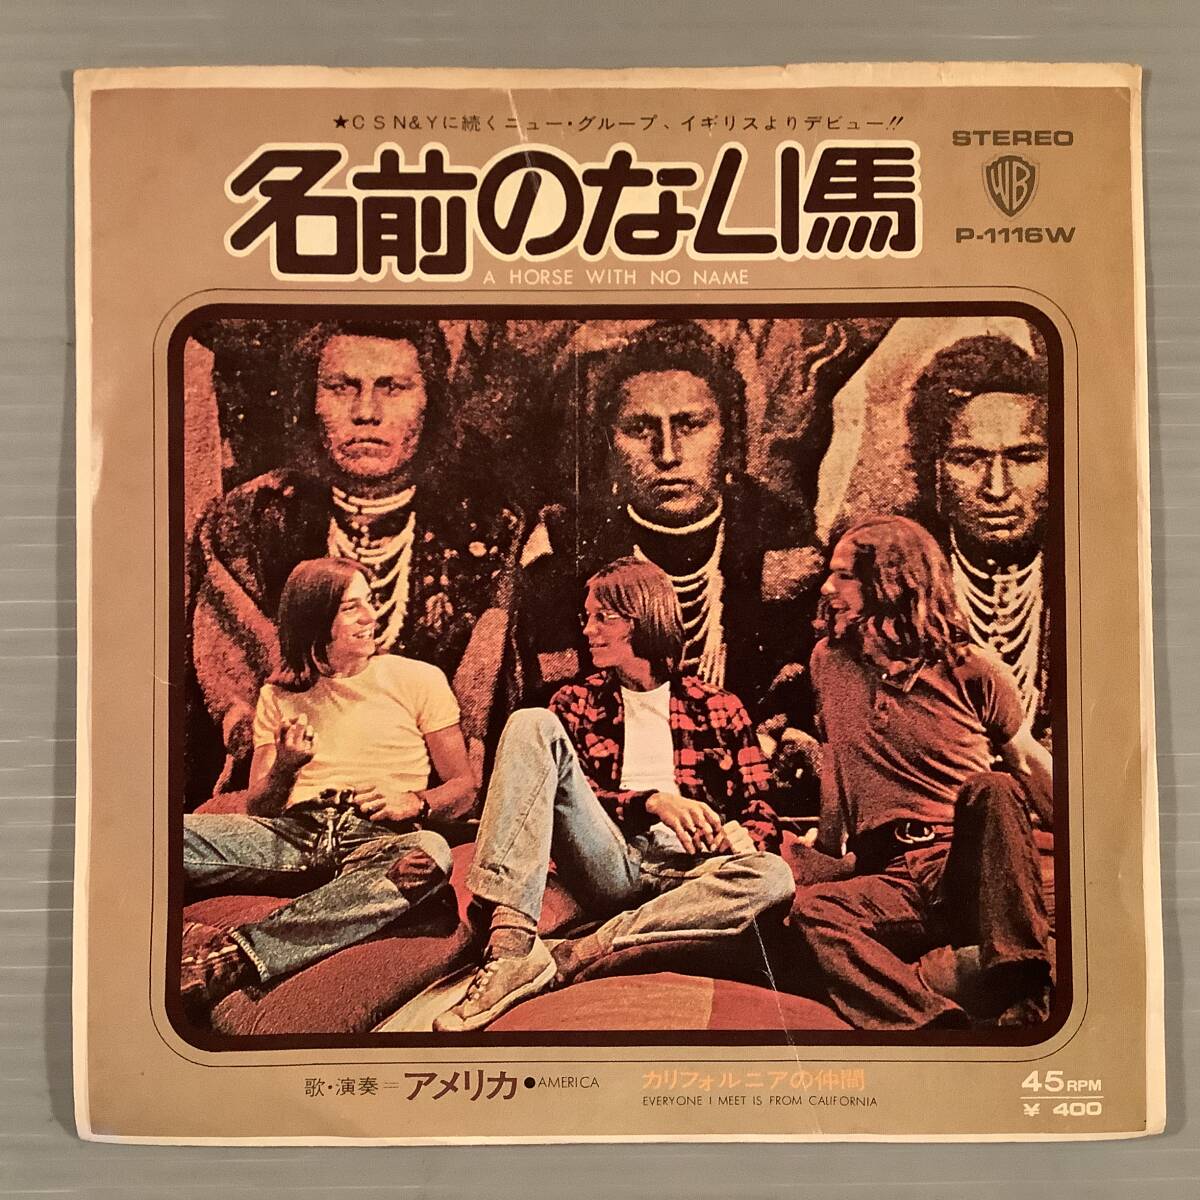 ★CSN&Yに続くニュー・グループ、イギリスよりデビュー!!
名前のない馬
A HORSE WITH NO NAME
STEREO
WB
P-1116W
歌・演奏=アメリカ●AMERICA
カリフォルニアの仲間
EVERYONE I MEET IS FROM CALIFORNIA
45RPM
¥ 400